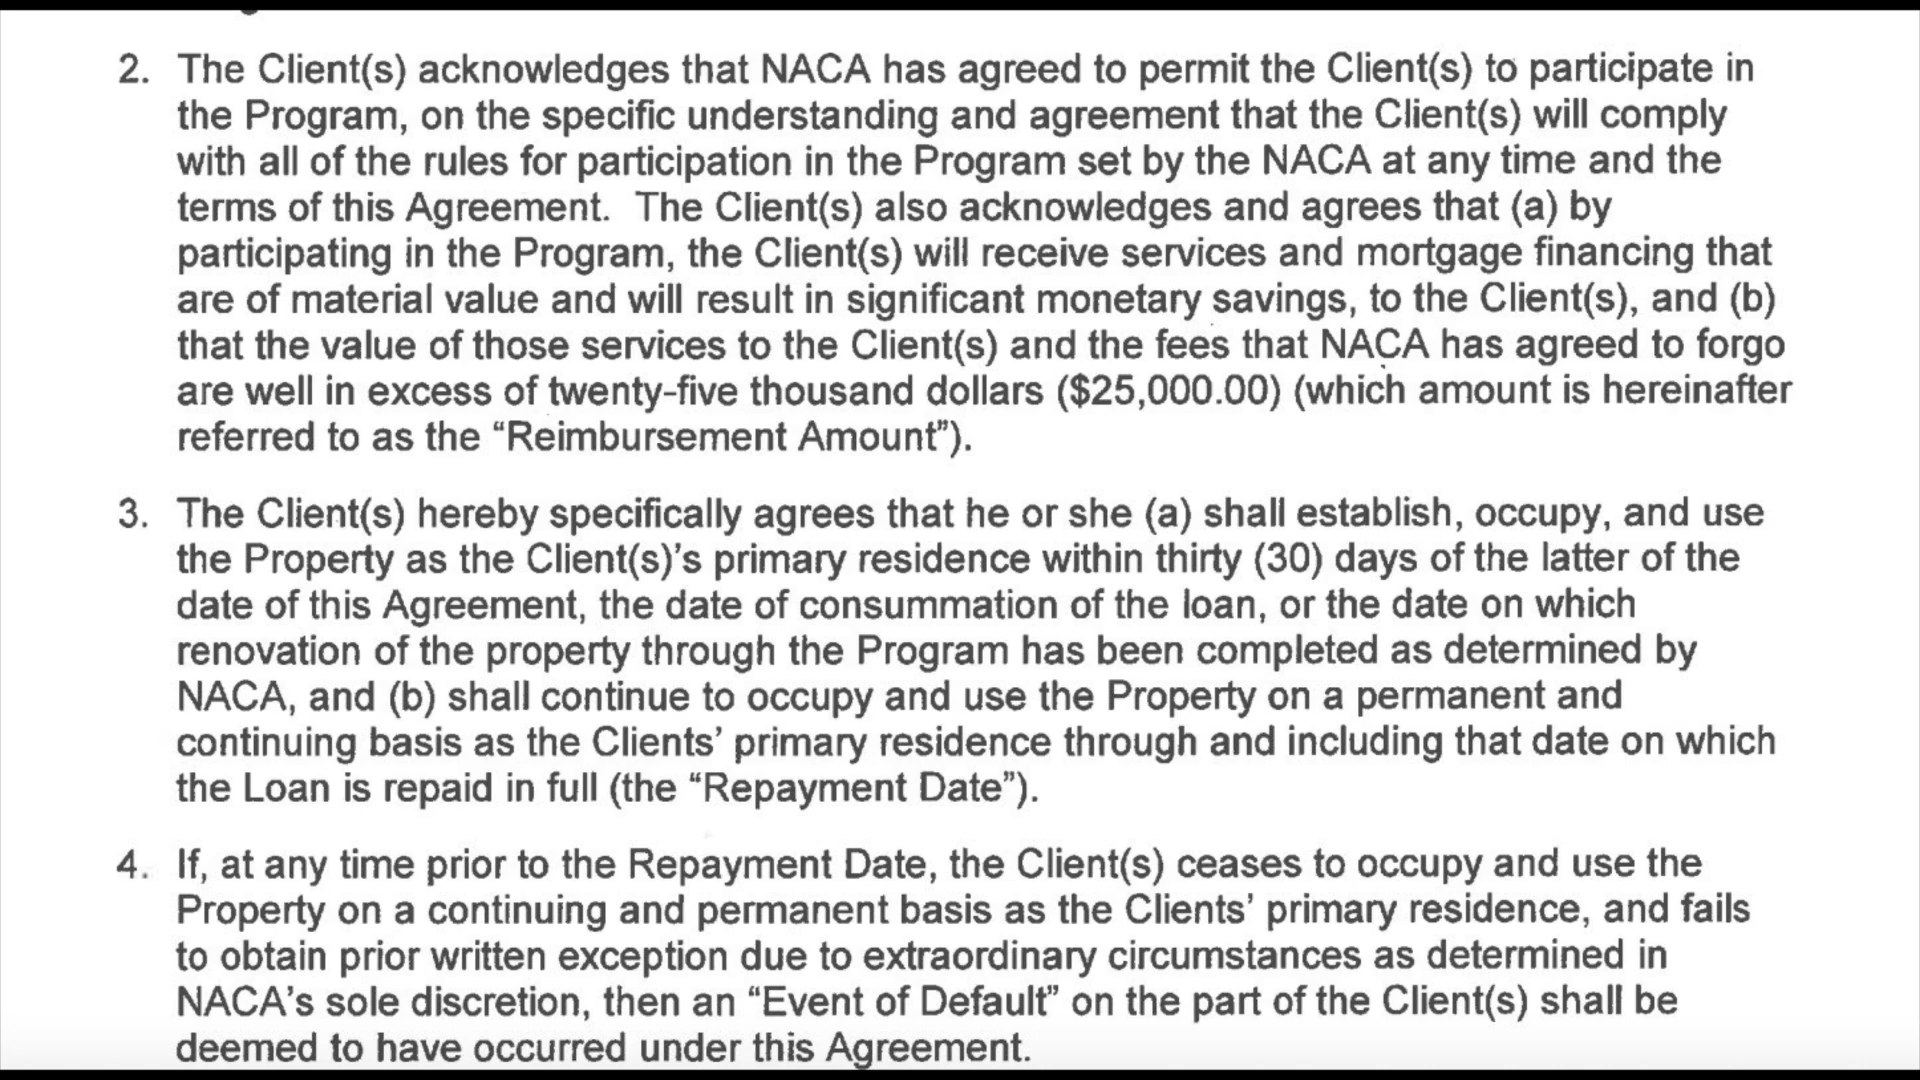 2. The Client(s) acknowledges that NACA has agreed to permit the Client(s) to participate in
the Program, on the specific understanding and agreement that the Client(s) will comply
with all of the rules for participation in the Program set by the NACA at any time and the
terms of this Agreement. The Client(s) also acknowledges and agrees that (a) by
participating in the Program, the Client(s) will receive services and mortgage financing that
are of material value and will result in significant monetary savings, to the Client(s), and (b)
that the value of those services to the Client(s) and the fees that NACA has agreed to forgo
are well in excess of twenty-five thousand dollars ($25,000.00) (which amount is hereinafter
referred to as the “Reimbursement Amount”).
3. The Client(s) hereby specifically agrees that he or she (a) shall establish, occupy, and use
the Property as the Client(s)’s primary residence within thirty (30) days of the latter of the
date of this Agreement, the date of consummation of the loan, or the date on which
renovation of the property through the Program has been completed as determined by
NACA, and (b) shall continue to occupy and use the Property on a permanent and
continuing basis as the Clients’ primary residence through and including that date on which
the Loan is repaid in full (the “Repayment Date”).
4. If, at any time prior to the Repayment Date, the Client(s) ceases to occupy and use the
Property on a continuing and permanent basis as the Clients’ primary residence, and fails
to obtain prior written exception due to extraordinary circumstances as determined in
NACA’s sole discretion, then an “Event of Default” on the part of the Client(s) shall be
deemed to have occurred under this Agreement.